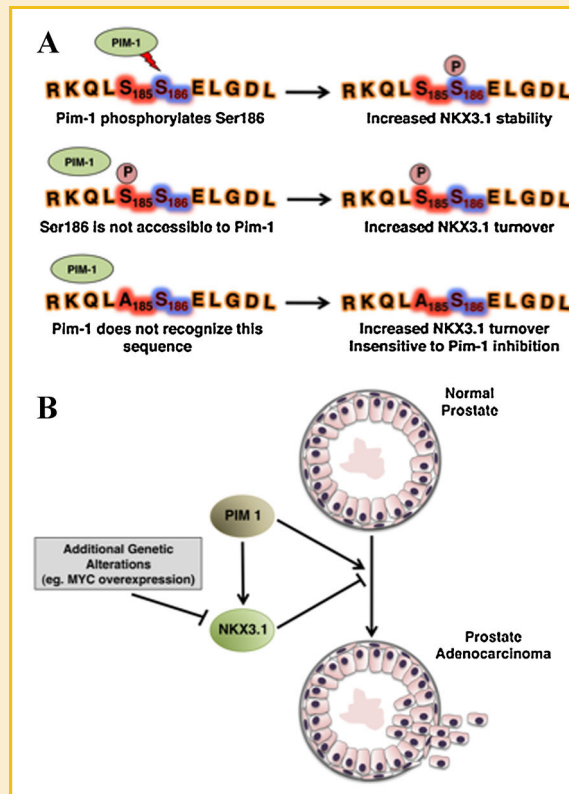 A
PIM-1
P
RKQLS185S186ELGDL
RKQLS185S186ELGDL
Pim-1 phosphorylates Ser186
Increased NKX3.1 stability
PIM-1
P
P
RKQLS185S186ELGDL
RKQLS185S186ELGDL
Ser186 is not accessible to Pim-1
Increased NKX3.1 turnover
PIM-1
RKQLA185S186ELGDL
RKQLA185S186ELGDL
Pim-1 does not recognize this
sequence
Increased NKX3.1 turnover
Insensitive to Pim-1 inhibition
B
Normal
Prostate
PIM 1
Additional Genetic
Alterations
(eg. MYC overexpression)
NKX3.1
Prostate
Adenocarcinoma